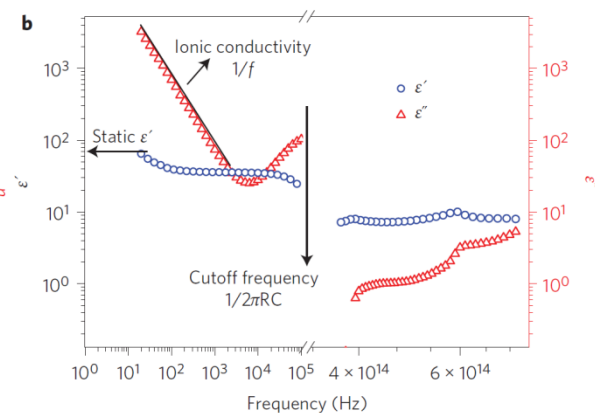 b
Ionic conductivity
1/f
ε′
ε″
Static ε′
Cutoff frequency
1/2πRC
10³
10²
10¹
10⁰
ε′
10³
10²
10¹
10⁰
ε
10⁰ 10¹ 10² 10³ 10⁴ 10⁵ 4 × 10¹⁴ 6 × 10¹⁴
Frequency (Hz)